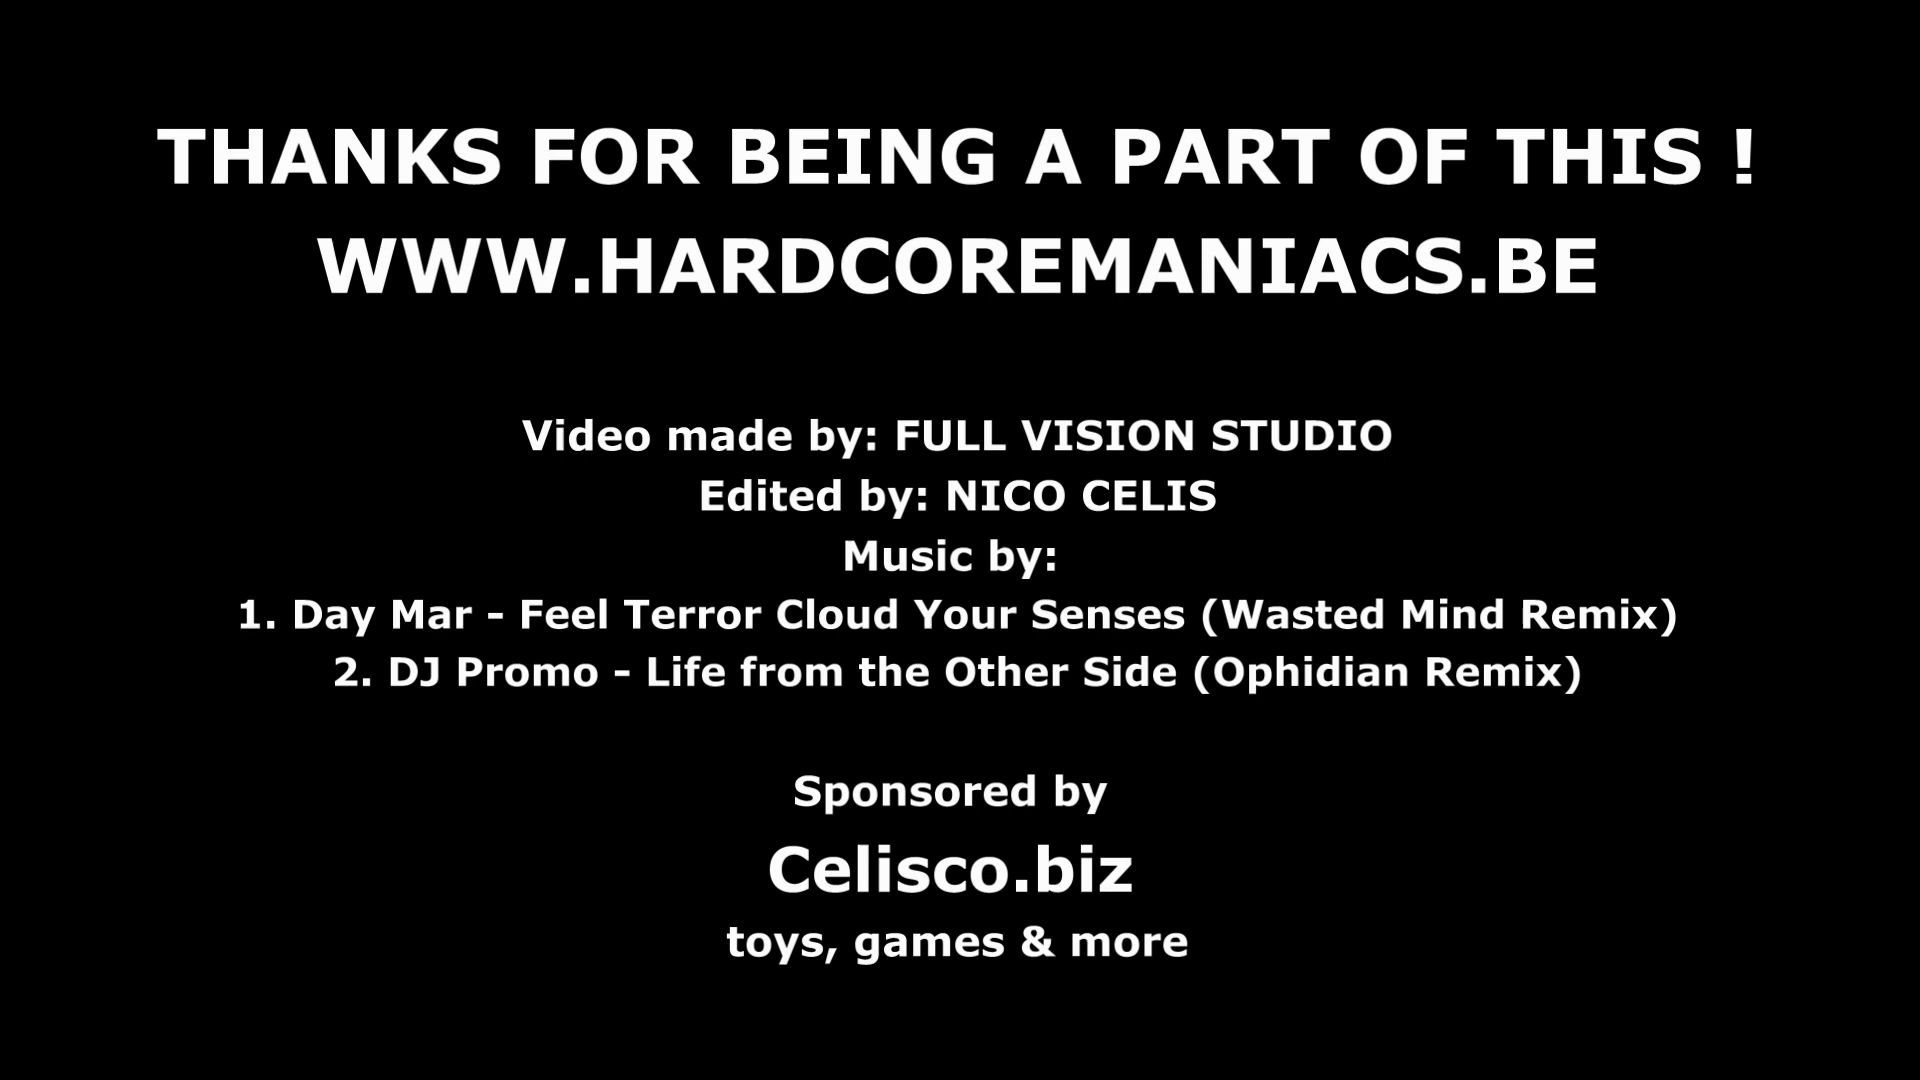 THANKS FOR BEING A PART OF THIS !
WWW.HARDCOREMANIACS.BE
Video made by: FULL VISION STUDIO
Edited by: NICO CELIS
Music by:
1. Day Mar - Feel Terror Cloud Your Senses (Wasted Mind Remix)
2. DJ Promo - Life from the Other Side (Ophidian Remix)
Sponsored by
Celisco.biz
toys, games & more